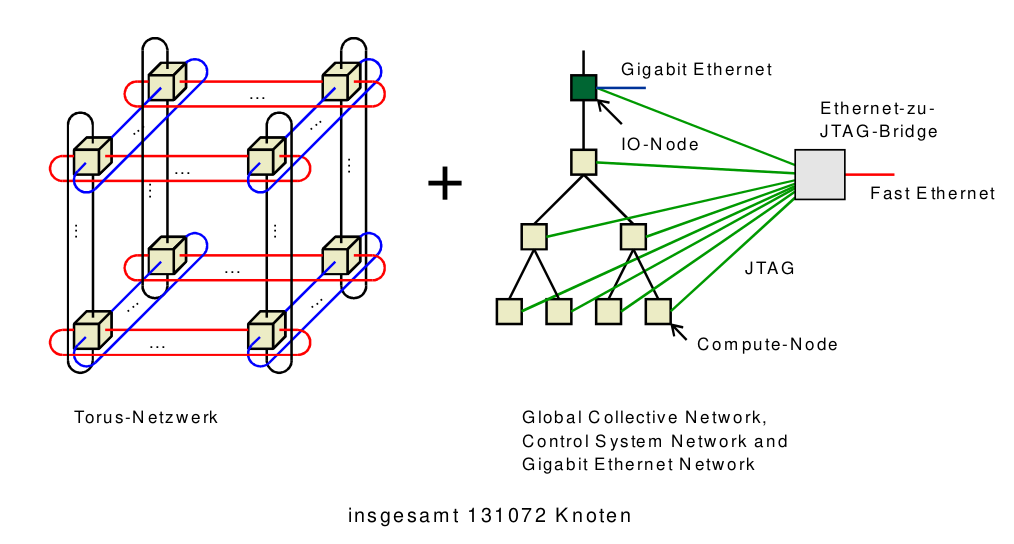 Gigabit Ethernet
Ethernet-zu-
JTAG-Bridge
IO-Node
Fast Ethernet
JTAG
Compute-Node
Torus-Netzwerk
Global Collective Network,
Control System Network and
Gigabit Ethernet Network
insgesamt 131072 Knoten